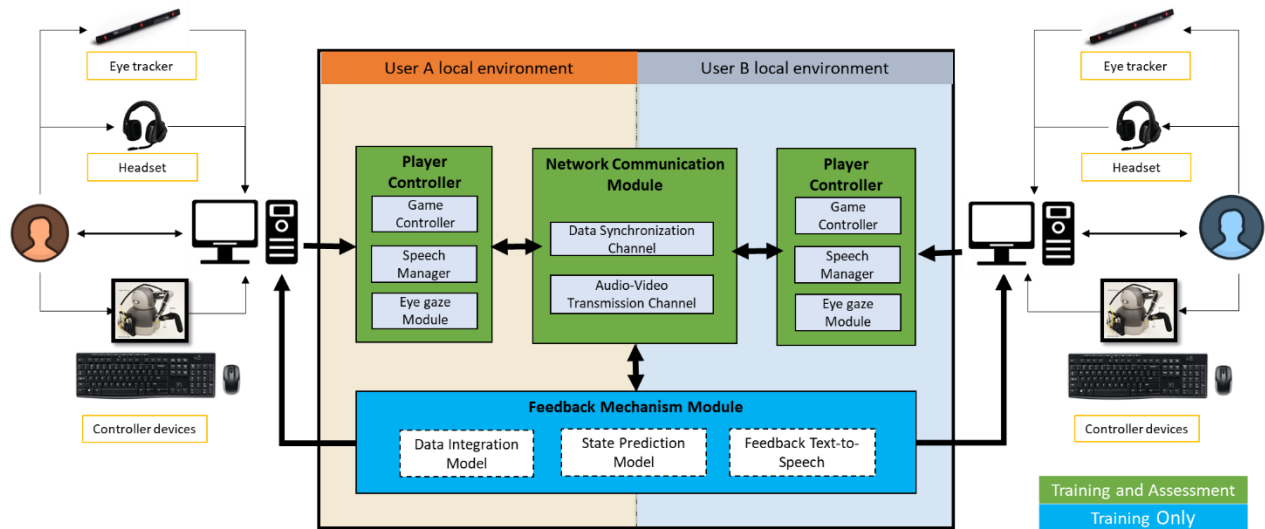 Eye tracker
Headset
Controller devices
User A local environment
User B local environment
Player
Controller
Game
Controller
Speech
Manager
Eye gaze
Module
Network Communication
Module
Data Synchronization
Channel
Audio-Video
Transmission Channel
Player
Controller
Game
Controller
Speech
Manager
Eye gaze
Module
Feedback Mechanism Module
Data Integration
Model
State Prediction
Model
Feedback Text-to-
Speech
Eye tracker
Headset
Controller devices
Training and Assessment
Training Only